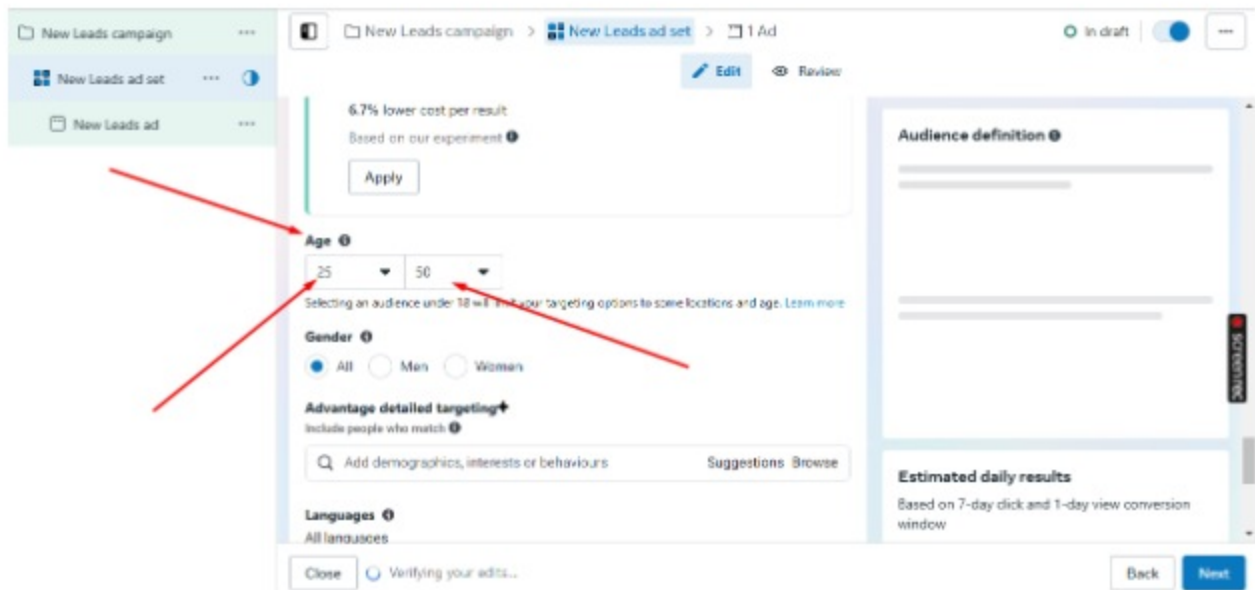 New Leads campaign
New Leads ad set
New Leads ad
New Leads campaign > New Leads ad set > 1 Ad
In draft
Edit
Review
6.7% lower cost per result
Based on our experiment
Apply
Age
25
50
Selecting an audience under 18 will your targeting options to some locations and age. Learn more
Gender
All
Men
Women
Advantage detailed targeting+
Include people who match
Add demographics, interests or behaviours
Suggestions Browse
Languages
All languages
Close
Verifying your edits...
Audience definition
Estimated daily results
Based on 7-day click and 1-day view conversion
window
Back
Next
screenrec